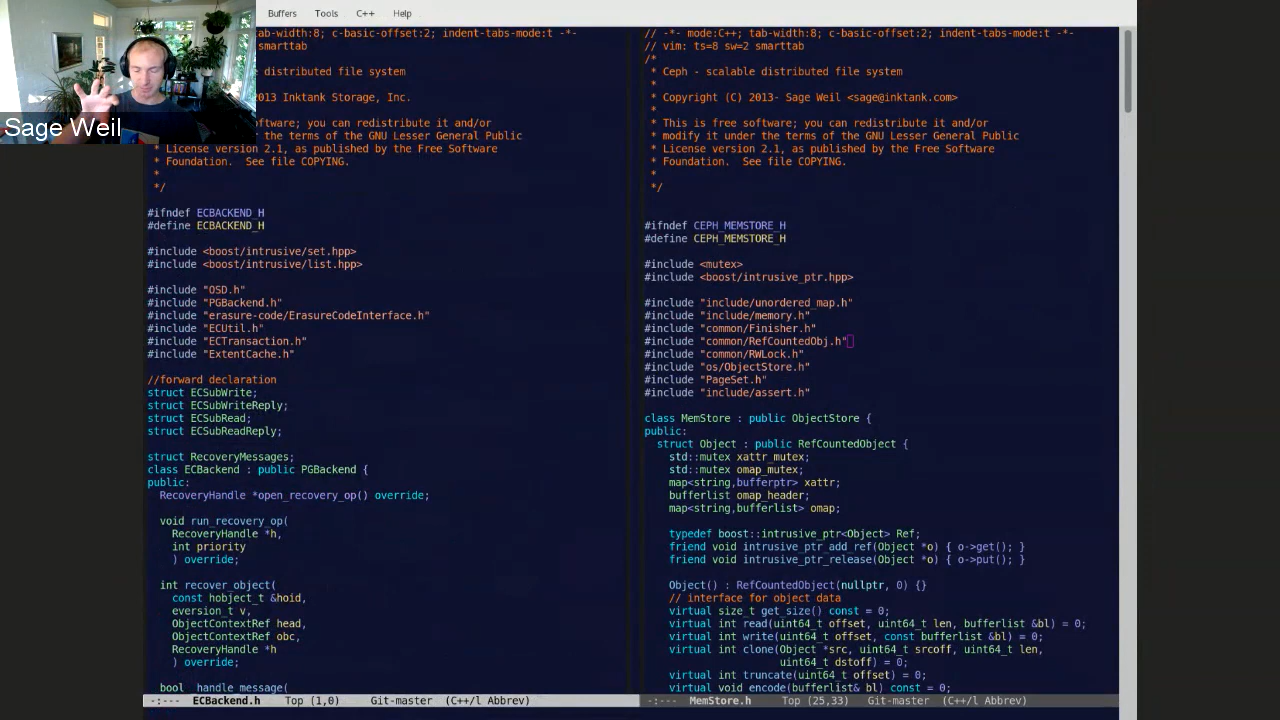 Buffers Tools C++ Help
Sage Weil
tab-width:8; c-basic-offset:2; indent-tabs-mode:t -*-
smarttab
distributed file system
2013 Inktank Storage, Inc.
software; you can redistribute it and/or
the terms of the GNU Lesser General Public
* License version 2.1, as published by the Free Software
* Foundation.  See file COPYING.
*
*/
#ifndef ECBACKEND_H
#define ECBACKEND_H
#include <boost/intrusive/set.hpp>
#include <boost/intrusive/list.hpp>
#include "OSD.h"
#include "PGBackend.h"
#include "erasure-code/ErasureCodeInterface.h"
#include "ECUtil.h"
#include "ECTransaction.h"
#include "ExtentCache.h"
//forward declaration
struct ECSubWrite;
struct ECSubWriteReply;
struct ECSubRead;
struct ECSubReadReply;
struct RecoveryMessages;
class ECBackend : public PGBackend {
public:
RecoveryHandle *open_recovery_op() override;
void run_recovery_op(
RecoveryHandle *h,
int priority
) override;
int recover_object(
const hobject_t &hoid,
eversion_t v,
ObjectContextRef head,
ObjectContextRef obc,
RecoveryHandle *h
) override;
bool _handle_message(
-:--- ECBackend.h Top (1,0) Git-master (C++/l Abbrev)
// -*- mode:C++; tab-width:8; c-basic-offset:2; indent-tabs-mode:t -*-
// vim: ts=8 sw=2 smarttab
/*
* Ceph - scalable distributed file system
*
* Copyright (C) 2013- Sage Weil <sage@inktank.com>
*
* This is free software; you can redistribute it and/or
* modify it under the terms of the GNU Lesser General Public
* License version 2.1, as published by the Free Software
* Foundation.  See file COPYING.
*
*/
#ifndef CEPH_MEMSTORE_H
#define CEPH_MEMSTORE_H
#include <mutex>
#include <boost/intrusive_ptr.hpp>
#include "include/unordered_map.h"
#include "include/memory.h"
#include "common/Finisher.h"
#include "common/RefCountedObj.h"
#include "common/RWLock.h"
#include "os/ObjectStore.h"
#include "PageSet.h"
#include "include/assert.h"
class MemStore : public ObjectStore {
public:
struct Object : public RefCountedObject {
std::mutex xattr_mutex;
std::mutex omap_mutex;
map<string,bufferptr> xattr;
bufferlist omap_header;
map<string,bufferlist> omap;
typedef boost::intrusive_ptr<Object> Ref;
friend void intrusive_ptr_add_ref(Object *o) { o->get(); }
friend void intrusive_ptr_release(Object *o) { o->put(); }
Object() : RefCountedObject(nullptr, 0) {}
// interface for object data
virtual size_t get_size() const = 0;
virtual int read(uint64_t offset, uint64_t len, bufferlist &bl) = 0;
virtual int write(uint64_t offset, const bufferlist &bl) = 0;
virtual int clone(Object *src, uint64_t srcoff, uint64_t len,
uint64_t dstoff) = 0;
virtual int truncate(uint64_t offset) = 0;
virtual void encode(bufferlist& bl) const = 0;
-:--- MemStore.h Top (25,33) Git-master (C++/l Abbrev)